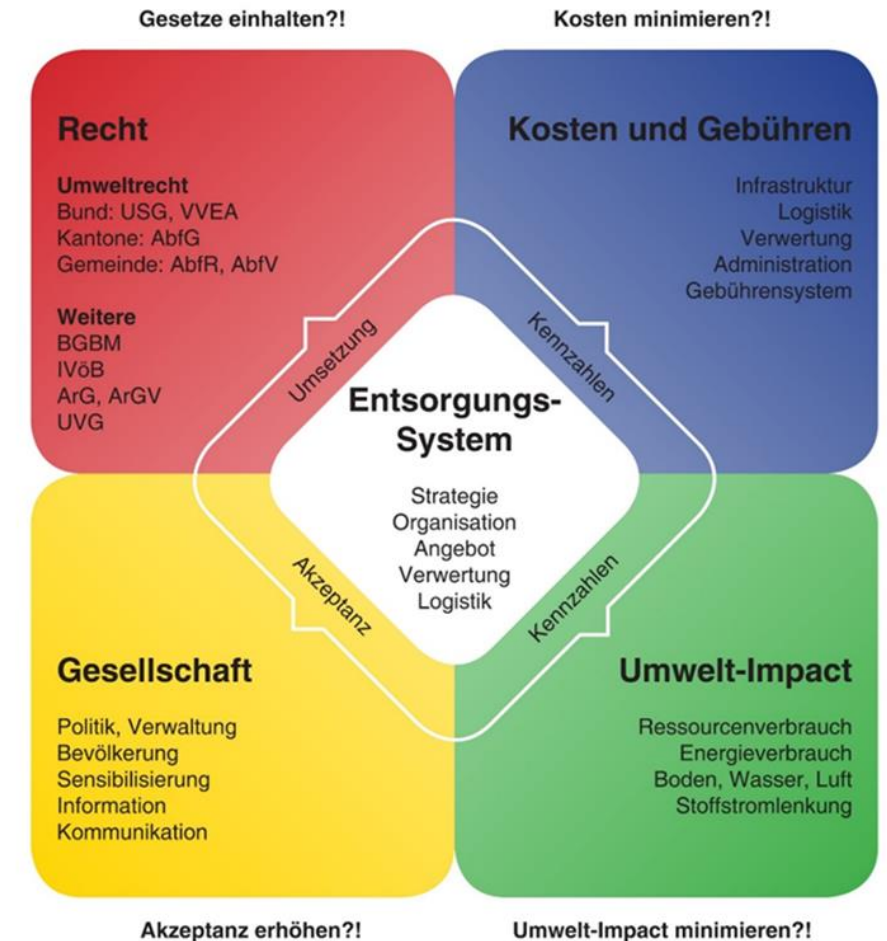 Gesetze einhalten?!
Kosten minimieren?!
Recht
Umweltrecht
Bund: USG, VVEA
Kantone: AbfG
Gemeinde: AbfR, AbfV
Weitere
BGBM
IVöB
ArG, ArGV
UVG
Kosten und Gebühren
Infrastruktur
Logistik
Verwertung
Administration
Gebührensystem
Umsetzung
Kennzahlen
Entsorgungs-
System
Strategie
Organisation
Angebot
Verwertung
Logistik
Akzeptanz
Kennzahlen
Gesellschaft
Politik, Verwaltung
Bevölkerung
Sensibilisierung
Information
Kommunikation
Umwelt-Impact
Ressourcenverbrauch
Energieverbrauch
Boden, Wasser, Luft
Stoffstromlenkung
Akzeptanz erhöhen?!
Umwelt-Impact minimieren?!